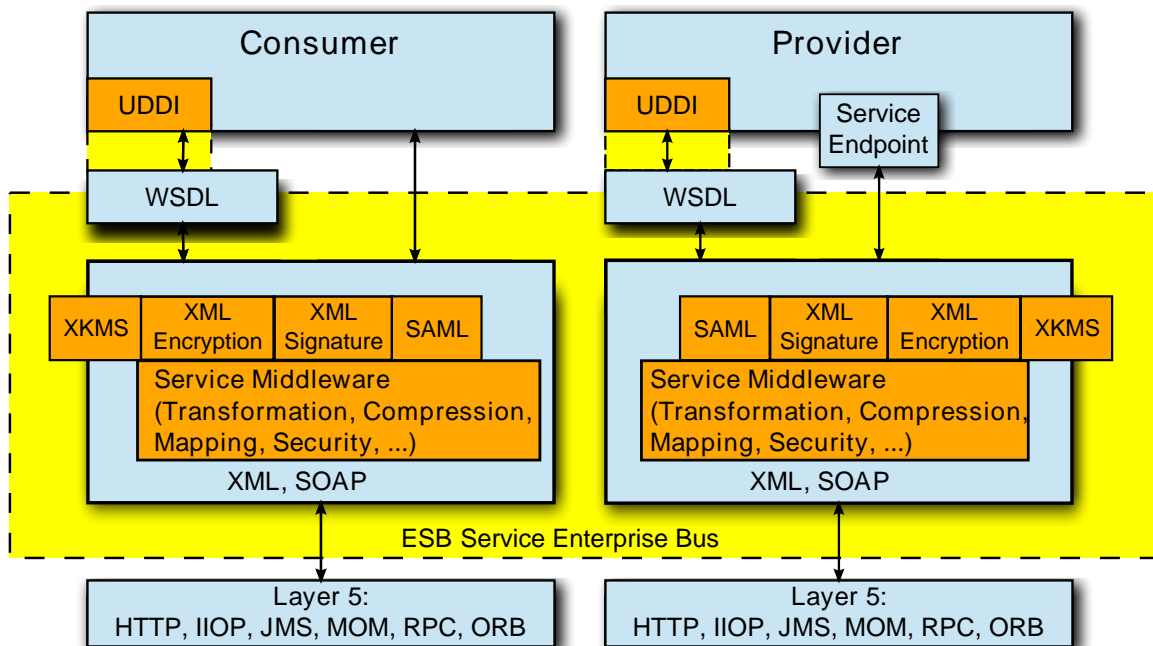 Consumer
UDDI
WSDL
XKMS
XML
Encryption
XML
Signature
SAML
Service Middleware
(Transformation, Compression,
Mapping, Security, ...)
XML, SOAP
Provider
UDDI
Service
Endpoint
WSDL
SAML
XML
Signature
XML
Encryption
XKMS
Service Middleware
(Transformation, Compression,
Mapping, Security, ...)
XML, SOAP
ESB Service Enterprise Bus
Layer 5:
HTTP, IIOP, JMS, MOM, RPC, ORB
Layer 5:
HTTP, IIOP, JMS, MOM, RPC, ORB